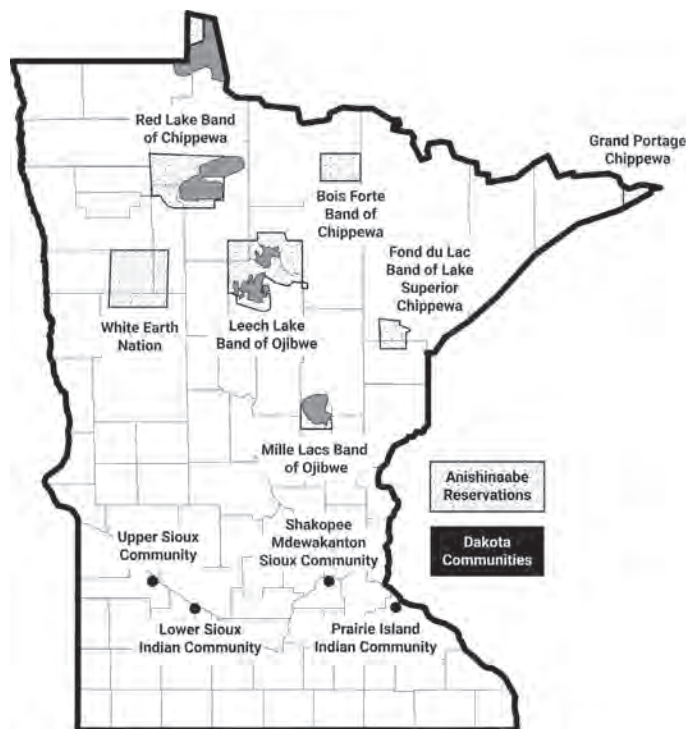 Red Lake Band
of Chippewa
Grand Portage
Chippewa
Bois Forte
Band of
Chippewa
Fond du Lac
Band of Lake
Superior
Chippewa
White Earth
Nation
Leech Lake
Band of Ojibwe
Mille Lacs Band
of Ojibwe
Anishinaabe
Reservations
Upper Sioux
Community
Shakopee
Mdewakanton
Sioux Community
Dakota
Communities
Lower Sioux
Indian Community
Prairie Island
Indian Community